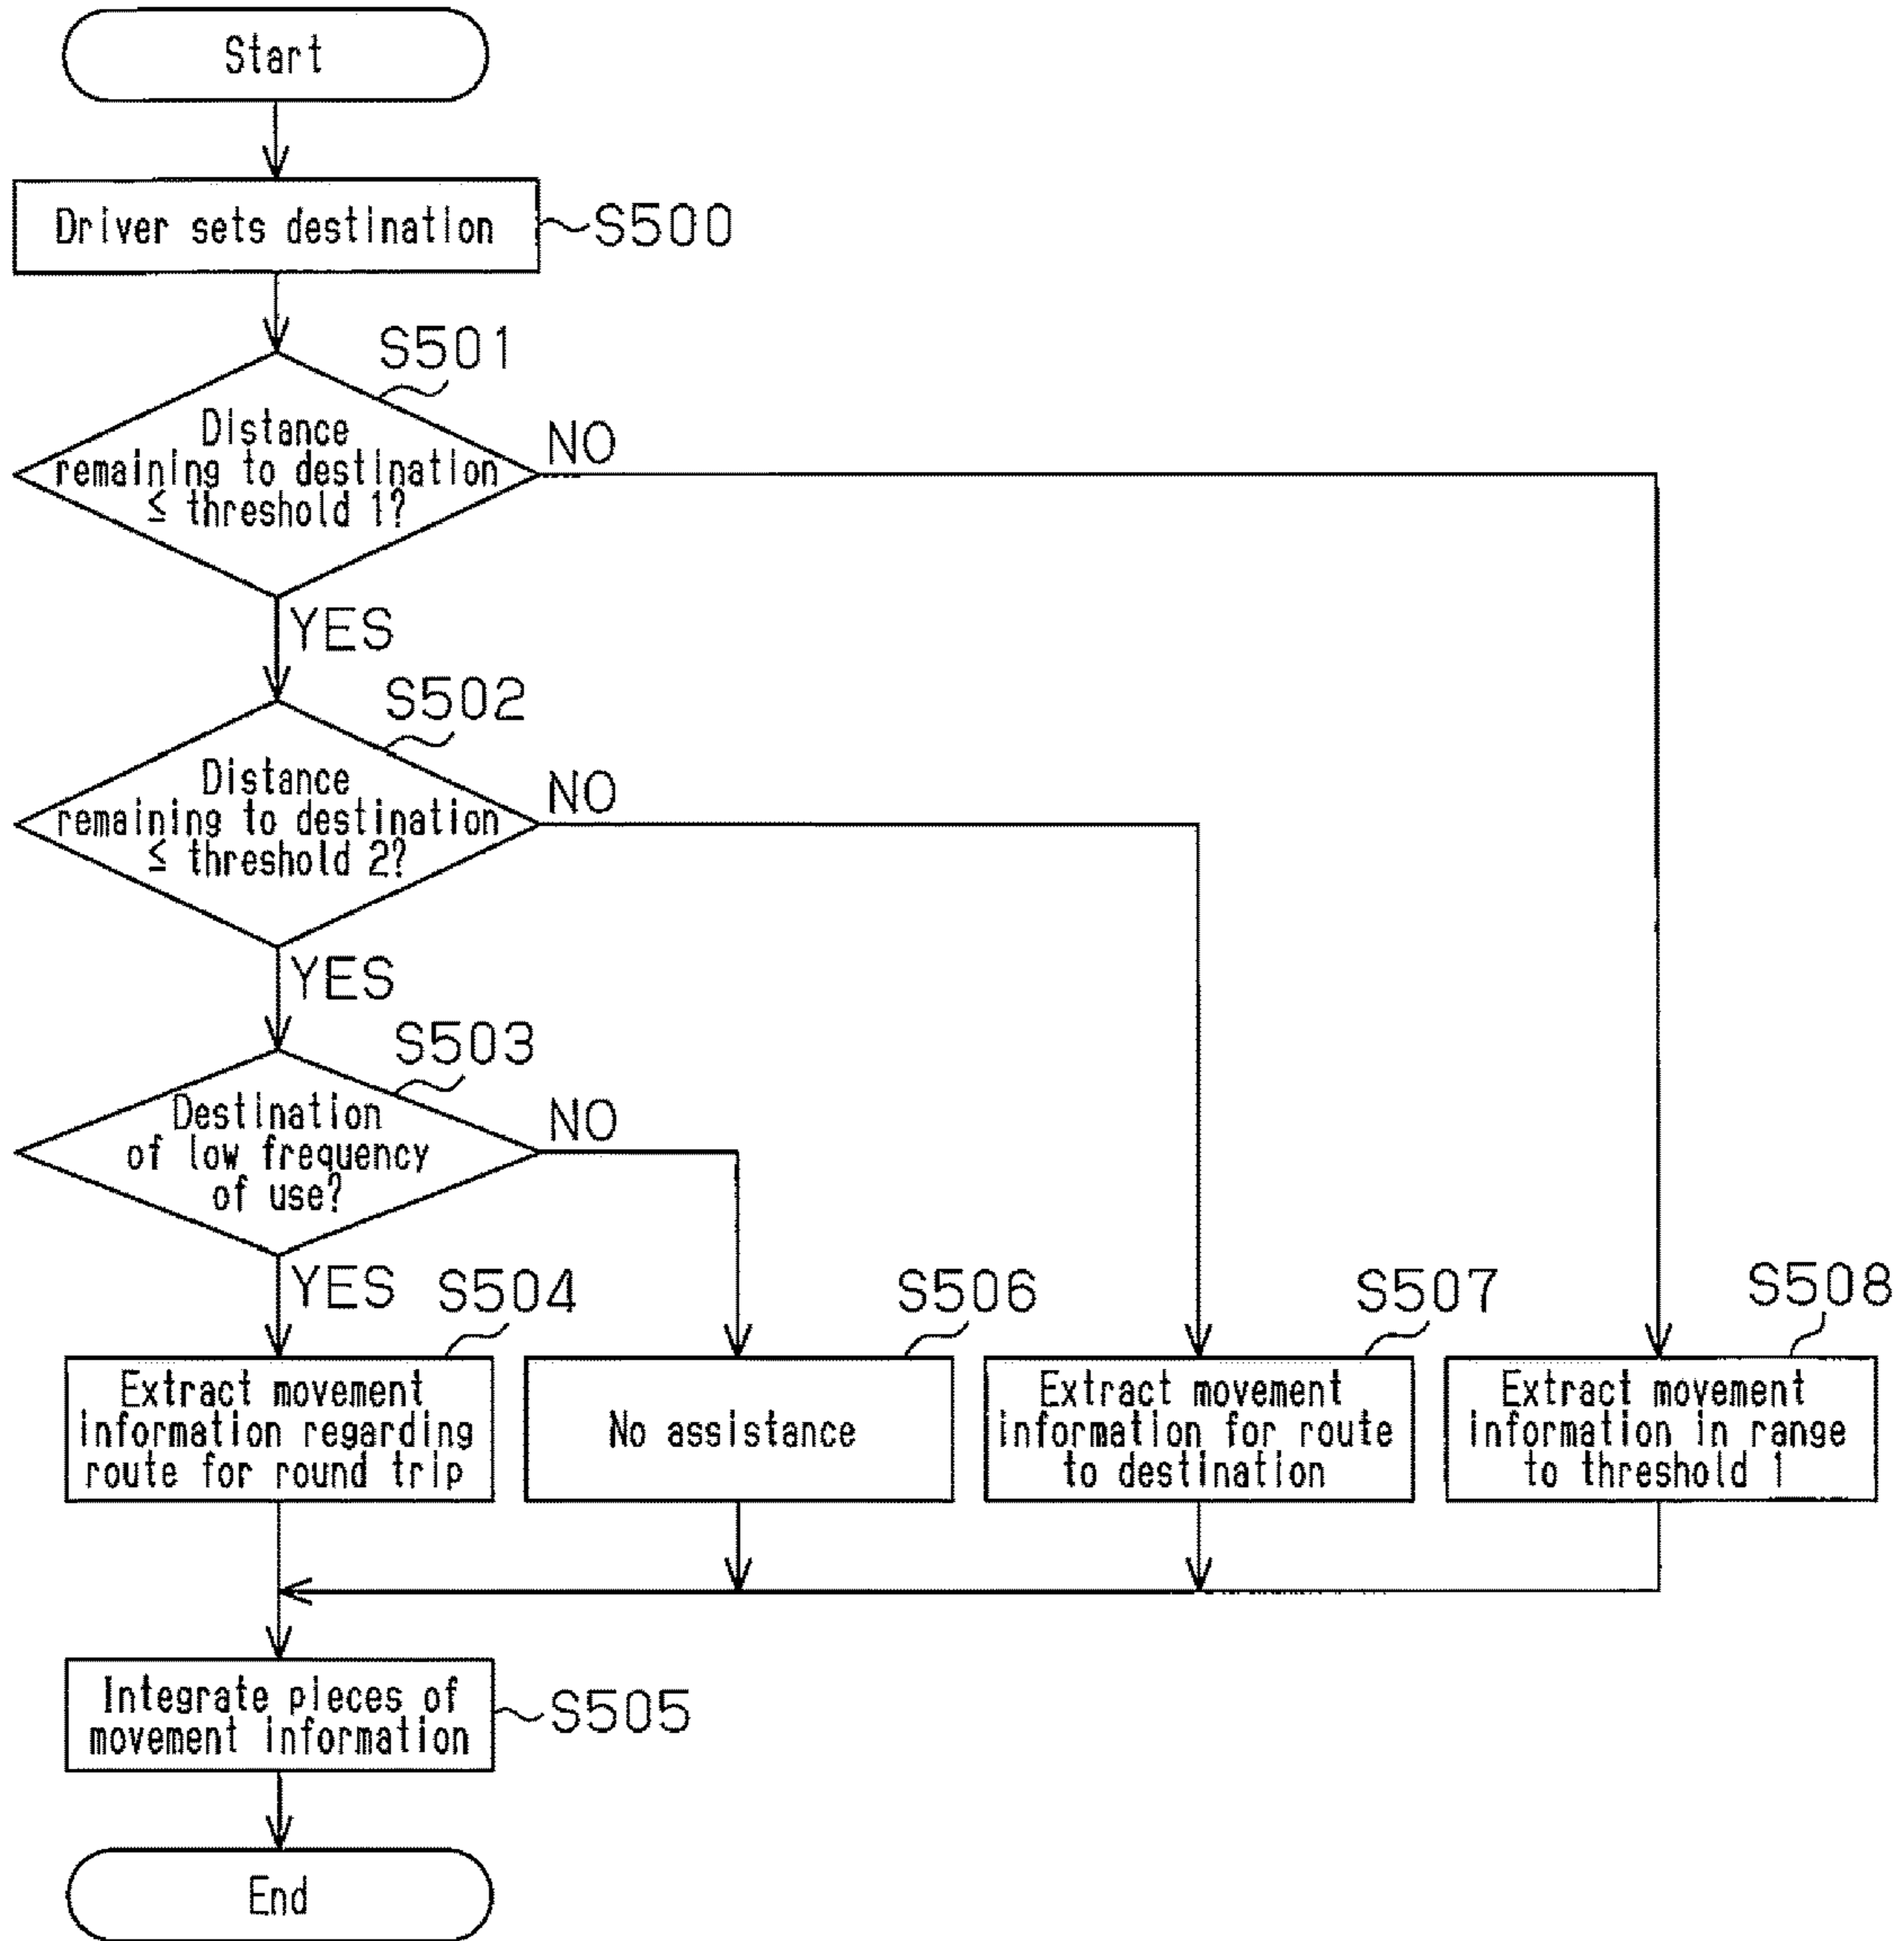 Start
Driver sets destination
S500
S501
Distance
remaining to destination
≤ threshold 1?
NO
YES
S502
Distance
remaining to destination
≤ threshold 2?
NO
YES
S503
Destination
of low frequency
of use?
NO
YES
S504
Extract movement
information regarding
route for round trip
S506
No assistance
S507
Extract movement
information for route
to destination
S508
Extract movement
information in range
to threshold 1
Integrate pieces of
movement information
S505
End